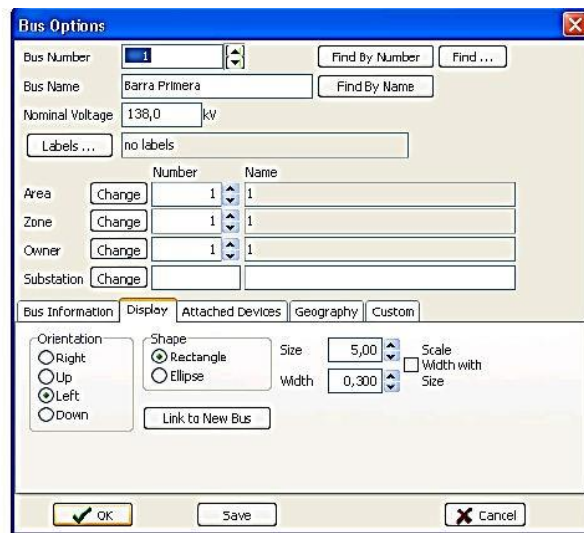 Bus Options
Bus Number 1 Find By Number Find ...
Bus Name Barra Primera Find By Name
Nominal Voltage 138,0 kV
Labels ... no labels
Number Name
Area Change 1 1
Zone Change 1 1
Owner Change 1 1
Substation Change
Bus Information Display Attached Devices Geography Custom
Orientation Shape
Right Rectangle Size 5,00 Scale
Up Ellipse Width with
Left Width 0,300 Size
Down Link to New Bus
OK Save Cancel